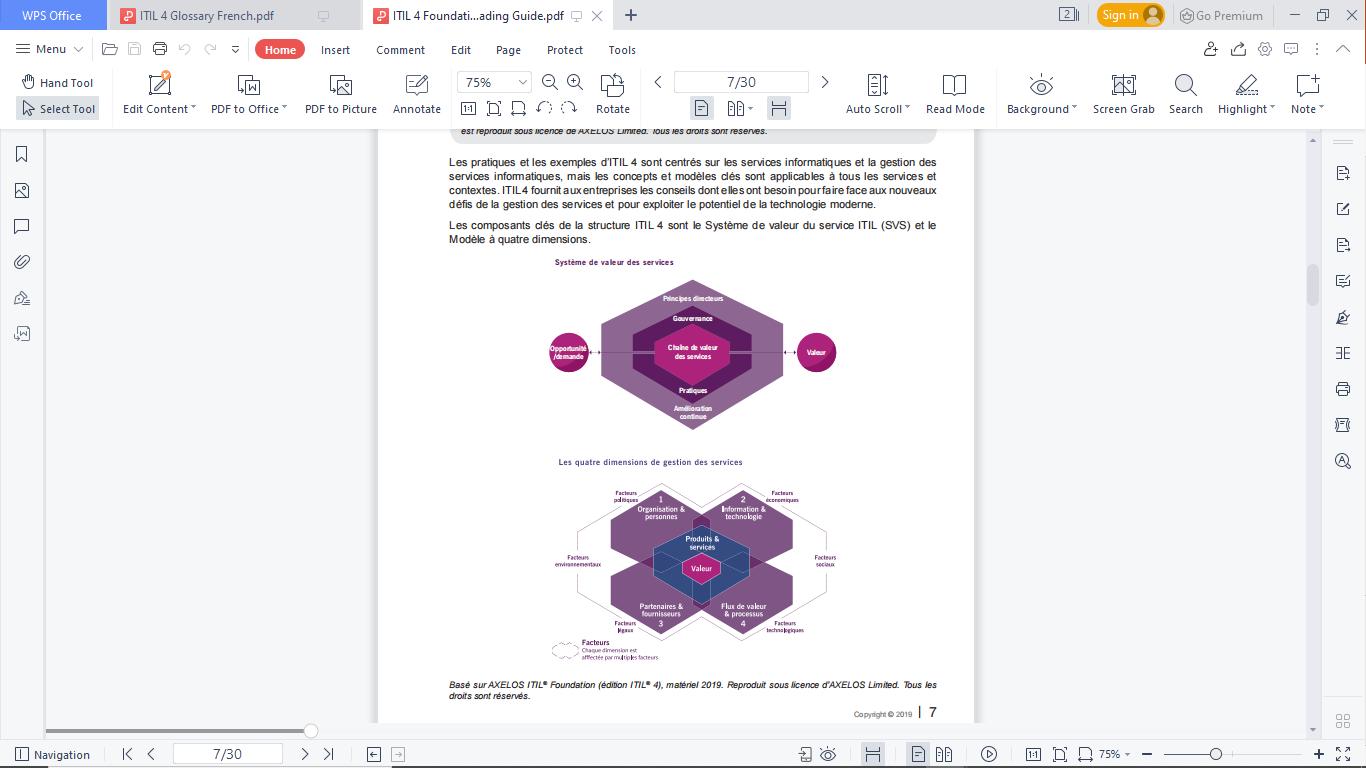 WPS Office
ITIL 4 Glossary French.pdf
ITIL 4 Foundati...ading Guide.pdf
2
Sign in
Go Premium
Menu
Home
Insert
Comment
Edit
Page
Protect
Tools
Hand Tool
Select Tool
Edit Content
PDF to Office
PDF to Picture
Annotate
75%
Rotate
7/30
Auto Scroll
Read Mode
Background
Screen Grab
Search
Highlight
Note
est reproduit sous licence de AXELOS Limited. Tous les droits sont réservés.
Les pratiques et les exemples d'ITIL 4 sont centrés sur les services informatiques et la gestion des
services informatiques, mais les concepts et modèles clés sont applicables à tous les services et
contextes. ITIL 4 fournit aux entreprises les conseils dont elles ont besoin pour faire face aux nouveaux
défis de la gestion des services et pour exploiter le potentiel de la technologie moderne.
Les composants clés de la structure ITIL 4 sont le Système de valeur du service ITIL (SVS) et le
Modèle à quatre dimensions.
Système de valeur des services
Principes directeurs
Gouvernance
Opportunité
/demande
Chaîne de valeur
des services
Valeur
Pratiques
Amélioration
continue
Les quatre dimensions de gestion des services
Facteurs
politiques
1
Organisation &
personnes
2
Information &
technologie
Facteurs
économiques
Produits &
services
Facteurs
environnementaux
Valeur
Facteurs
sociaux
Partenaires &
fournisseurs
3
Flux de valeur
& processus
4
Facteurs
légaux
Facteurs
technologiques
Facteurs
Chaque dimension est
afffectée par multiples facteurs
Basé sur AXELOS ITIL® Foundation (édition ITIL® 4), matériel 2019. Reproduit sous licence d'AXELOS Limited. Tous les
droits sont réservés.
Copyright © 2019 | 7
Navigation
7/30
1:1
75%